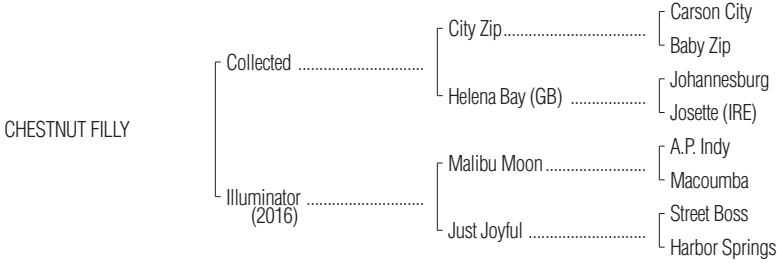 Carson City
City Zip..................................
Baby Zip
Collected ..............................
Johannesburg
Helena Bay (GB) ..................
Josette (IRE)
CHESTNUT FILLY
A.P. Indy
Malibu Moon........................
Macoumba
Illuminator ............................
(2016)
Street Boss
Just Joyful ............................
Harbor Springs